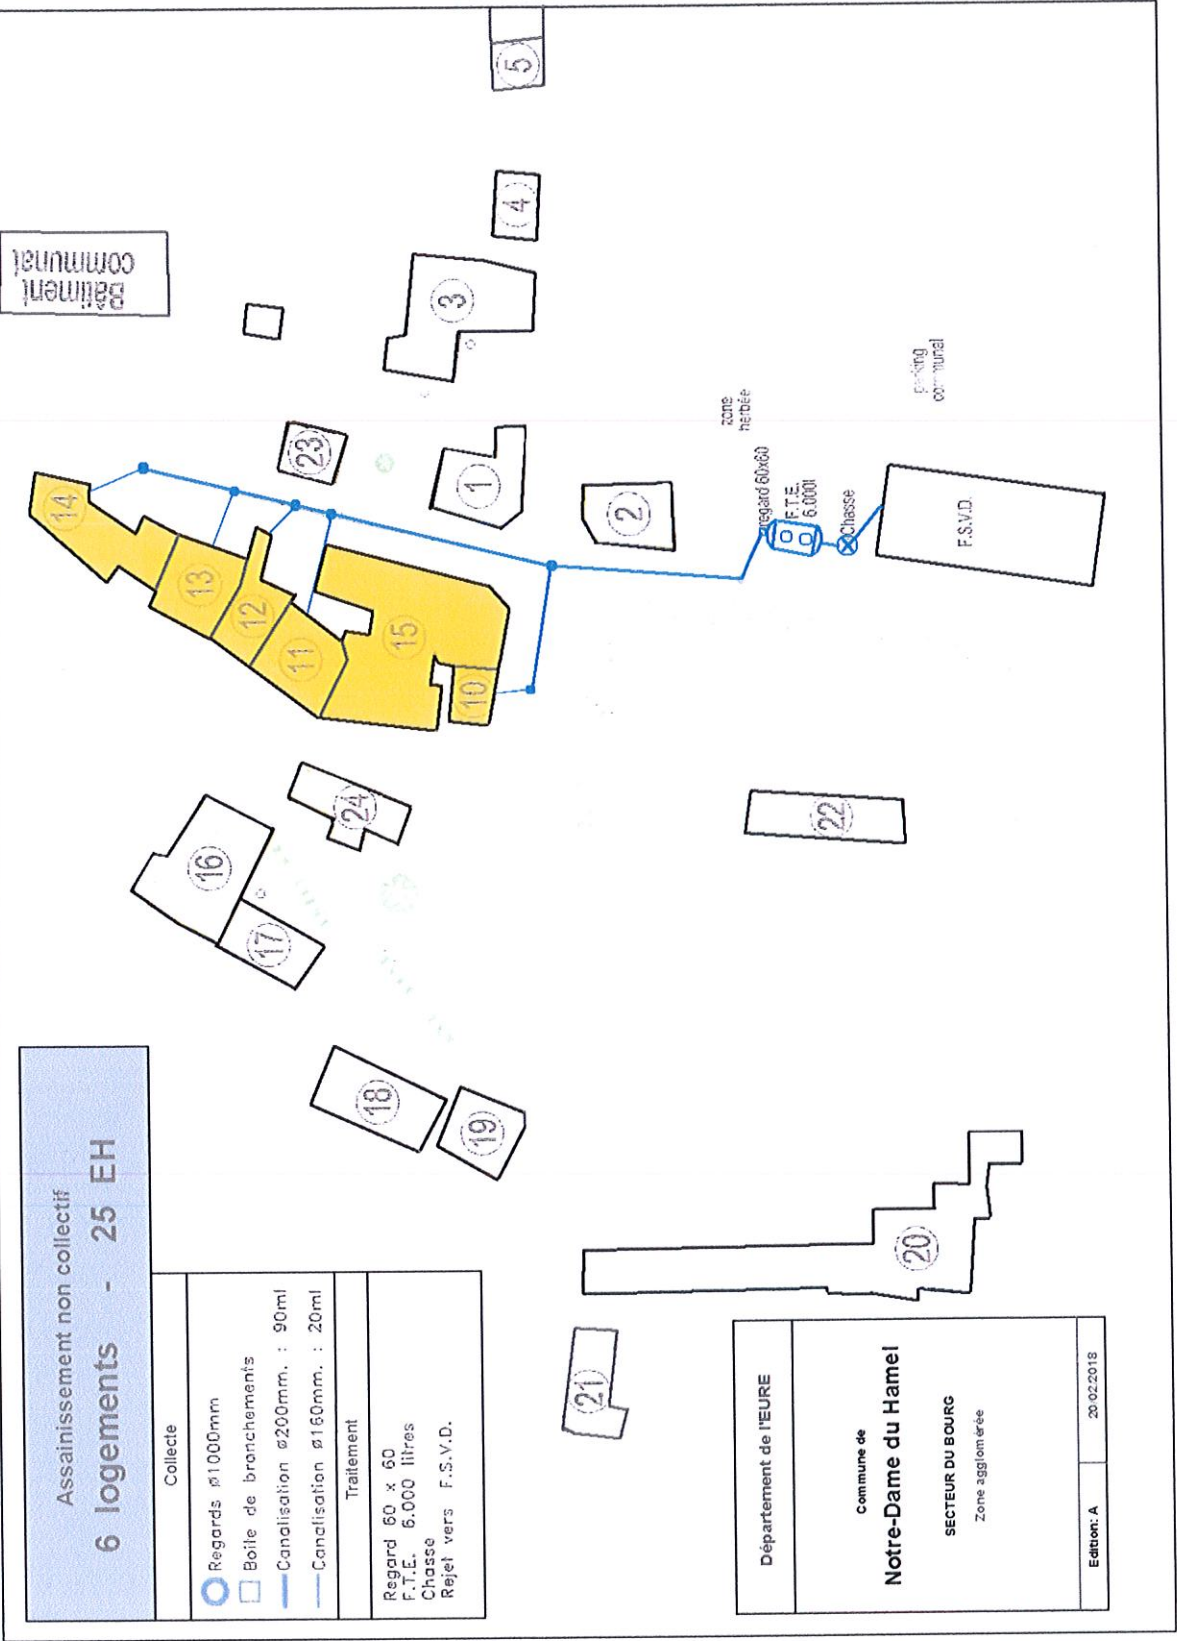 Assainissement non collectif
6 logements - 25 EH
Collecte
Regards ø1000mm
Boite de branchements
Canalisation ø200mm. : 90ml
Canalisation ø160mm. : 20ml
Traitement
Regard 60 x 60
F.T.E. 6.000 litres
Chasse
Rejet vers F.S.V.D.
Département de l'EURE
Commune de
Notre-Dame du Hamel
SECTEUR DU BOURG
Zone agglomérée
Edition: A
20/02/2018
Bâtiment
communal
14
13
12
11
15
10
23
1
2
3
4
5
16
17
24
18
19
20
21
22
zone
herbée
regard 60x60
F.T.E.
6.000l
Chasse
F.S.V.D.
parking
communal